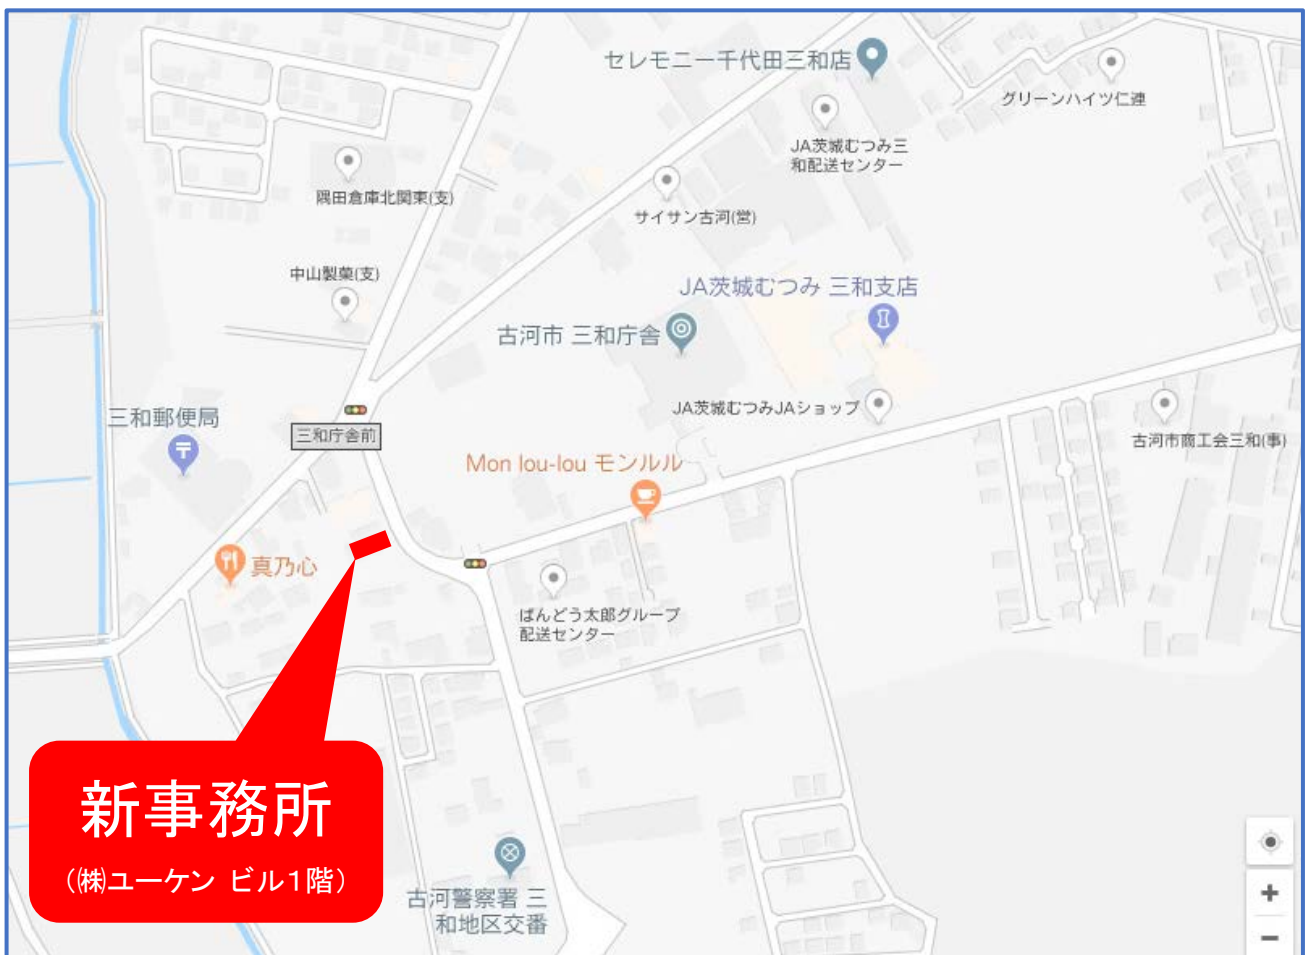 セレモニー千代田三和店
グリーンハイツ仁連
JA茨城むつみ三
和配送センター
隅田倉庫北関東(支)
サイサン古河(営)
中山製菓(支)
JA茨城むつみ 三和支店
古河市 三和庁舎
JA茨城むつみJAショップ
三和郵便局
三和庁舎前
古河市商工会三和(事)
Mon lou-lou モンルル
真乃心
ばんどう太郎グループ
配送センター
新事務所
（㈱ユーケン ビル１階）
古河警察署 三
和地区交番